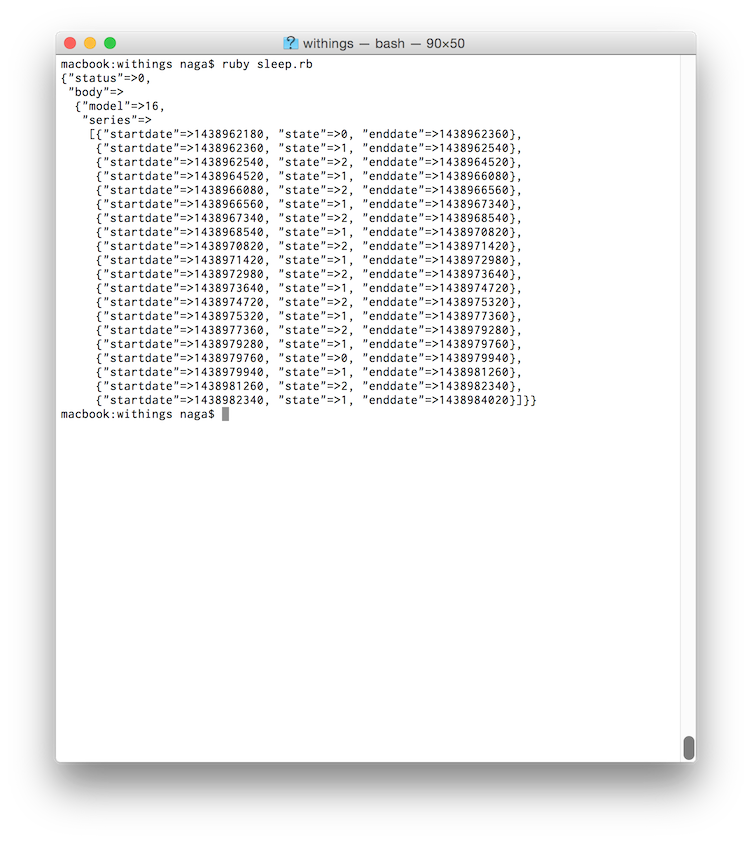 withings — bash — 90×50
macbook:withings naga$ ruby sleep.rb
{"status"=>0,
 "body"=>
  {"model"=>16,
   "series"=>
    [{"startdate"=>1438962180, "state"=>0, "enddate"=>1438962360},
     {"startdate"=>1438962360, "state"=>1, "enddate"=>1438962540},
     {"startdate"=>1438962540, "state"=>2, "enddate"=>1438964520},
     {"startdate"=>1438964520, "state"=>1, "enddate"=>1438966080},
     {"startdate"=>1438966080, "state"=>2, "enddate"=>1438966560},
     {"startdate"=>1438966560, "state"=>1, "enddate"=>1438967340},
     {"startdate"=>1438967340, "state"=>2, "enddate"=>1438968540},
     {"startdate"=>1438968540, "state"=>1, "enddate"=>1438970820},
     {"startdate"=>1438970820, "state"=>2, "enddate"=>1438971420},
     {"startdate"=>1438971420, "state"=>1, "enddate"=>1438972980},
     {"startdate"=>1438972980, "state"=>2, "enddate"=>1438973640},
     {"startdate"=>1438973640, "state"=>1, "enddate"=>1438974720},
     {"startdate"=>1438974720, "state"=>2, "enddate"=>1438975320},
     {"startdate"=>1438975320, "state"=>1, "enddate"=>1438977360},
     {"startdate"=>1438977360, "state"=>2, "enddate"=>1438979280},
     {"startdate"=>1438979280, "state"=>1, "enddate"=>1438979760},
     {"startdate"=>1438979760, "state"=>0, "enddate"=>1438979940},
     {"startdate"=>1438979940, "state"=>1, "enddate"=>1438981260},
     {"startdate"=>1438981260, "state"=>2, "enddate"=>1438982340},
     {"startdate"=>1438982340, "state"=>1, "enddate"=>1438984020}]}}
macbook:withings naga$